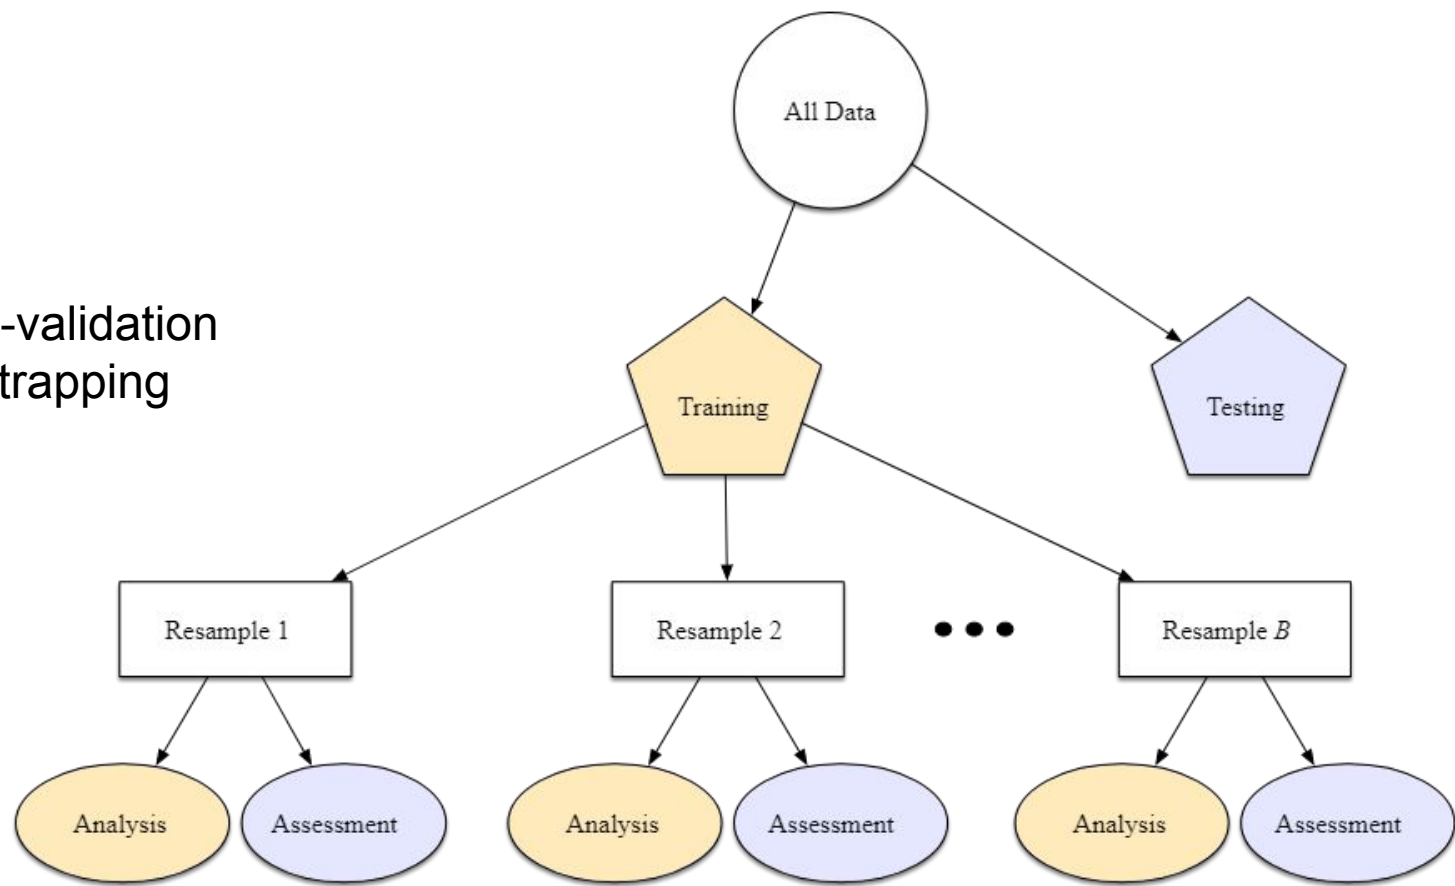 All Data
-validation
trapping
Training
Testing
Resample 1
Resample 2
Resample B
Analysis
Assessment
Analysis
Assessment
Analysis
Assessment